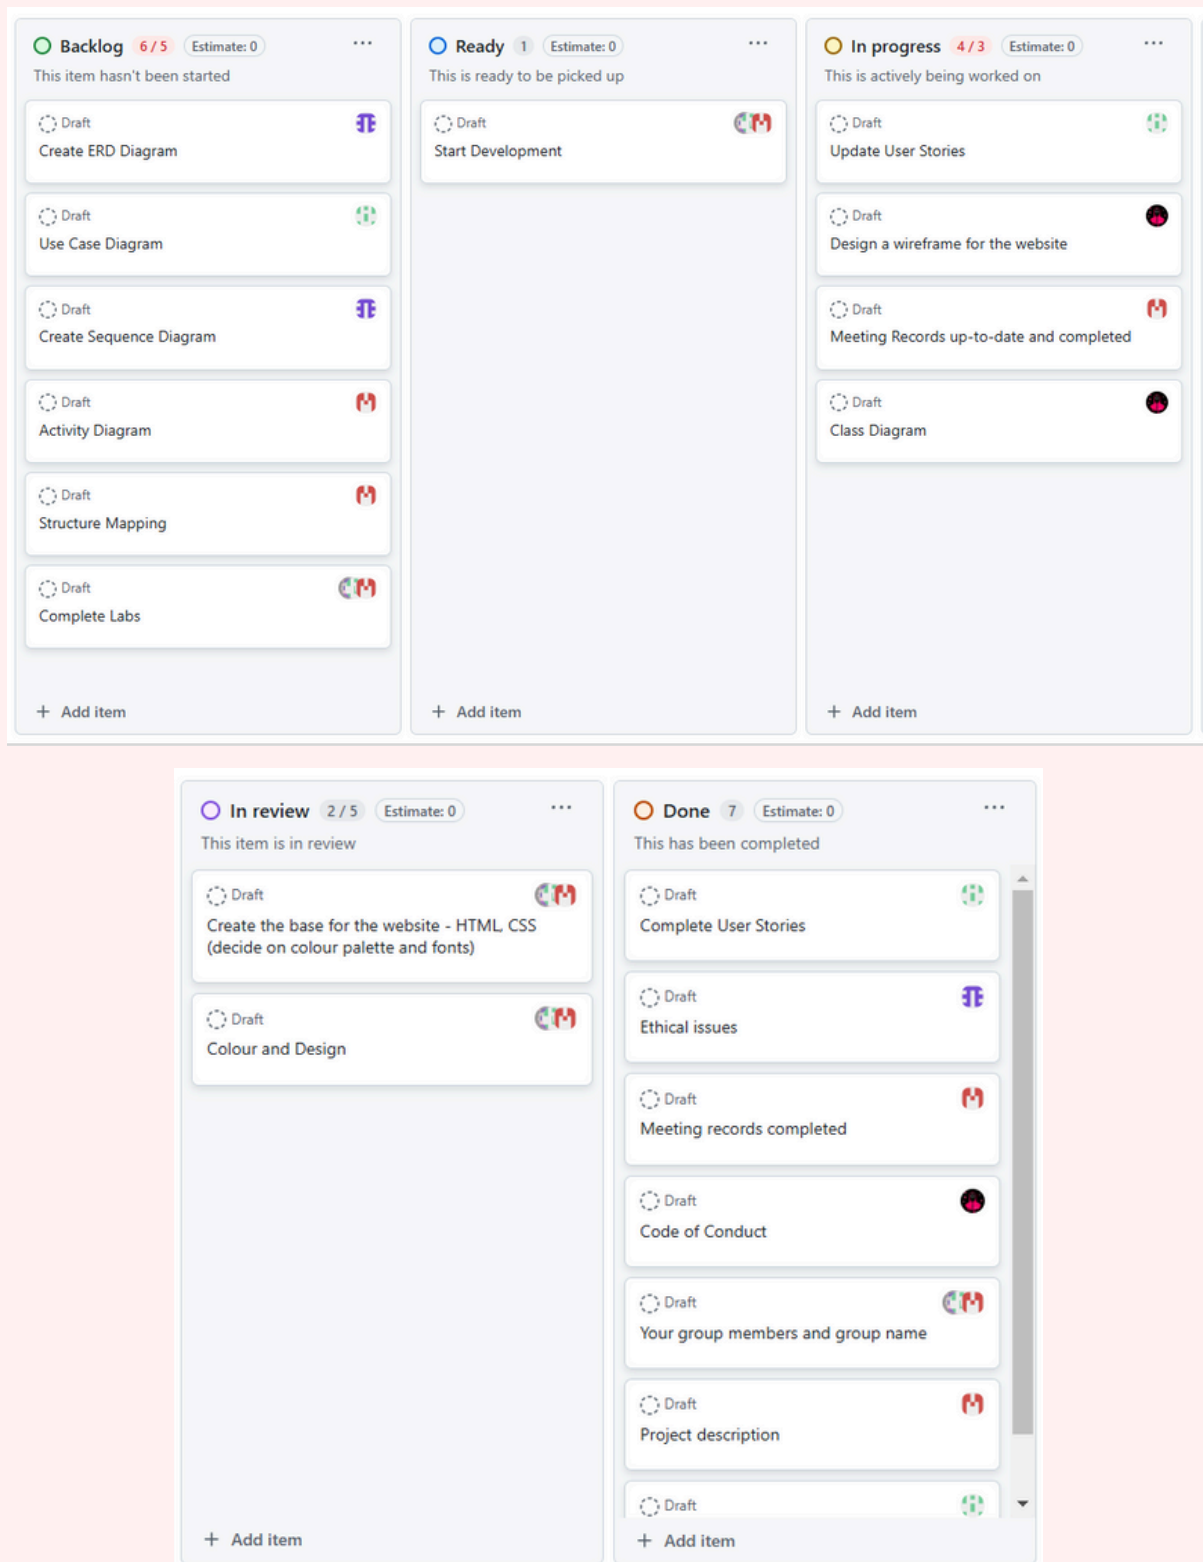 Backlog 6 / 5 Estimate: 0 ...
This item hasn't been started
Draft
Create ERD Diagram
Draft
Use Case Diagram
Draft
Create Sequence Diagram
Draft
Activity Diagram
Draft
Structure Mapping
Draft
Complete Labs
+ Add item
Ready 1 Estimate: 0 ...
This is ready to be picked up
Draft
Start Development
+ Add item
In progress 4 / 3 Estimate: 0 ...
This is actively being worked on
Draft
Update User Stories
Draft
Design a wireframe for the website
Draft
Meeting Records up-to-date and completed
Draft
Class Diagram
+ Add item
In review 2 / 5 Estimate: 0 ...
This item is in review
Draft
Create the base for the website - HTML, CSS
(decide on colour palette and fonts)
Draft
Colour and Design
+ Add item
Done 7 Estimate: 0 ...
This has been completed
Draft
Complete User Stories
Draft
Ethical issues
Draft
Meeting records completed
Draft
Code of Conduct
Draft
Your group members and group name
Draft
Project description
Draft
+ Add item